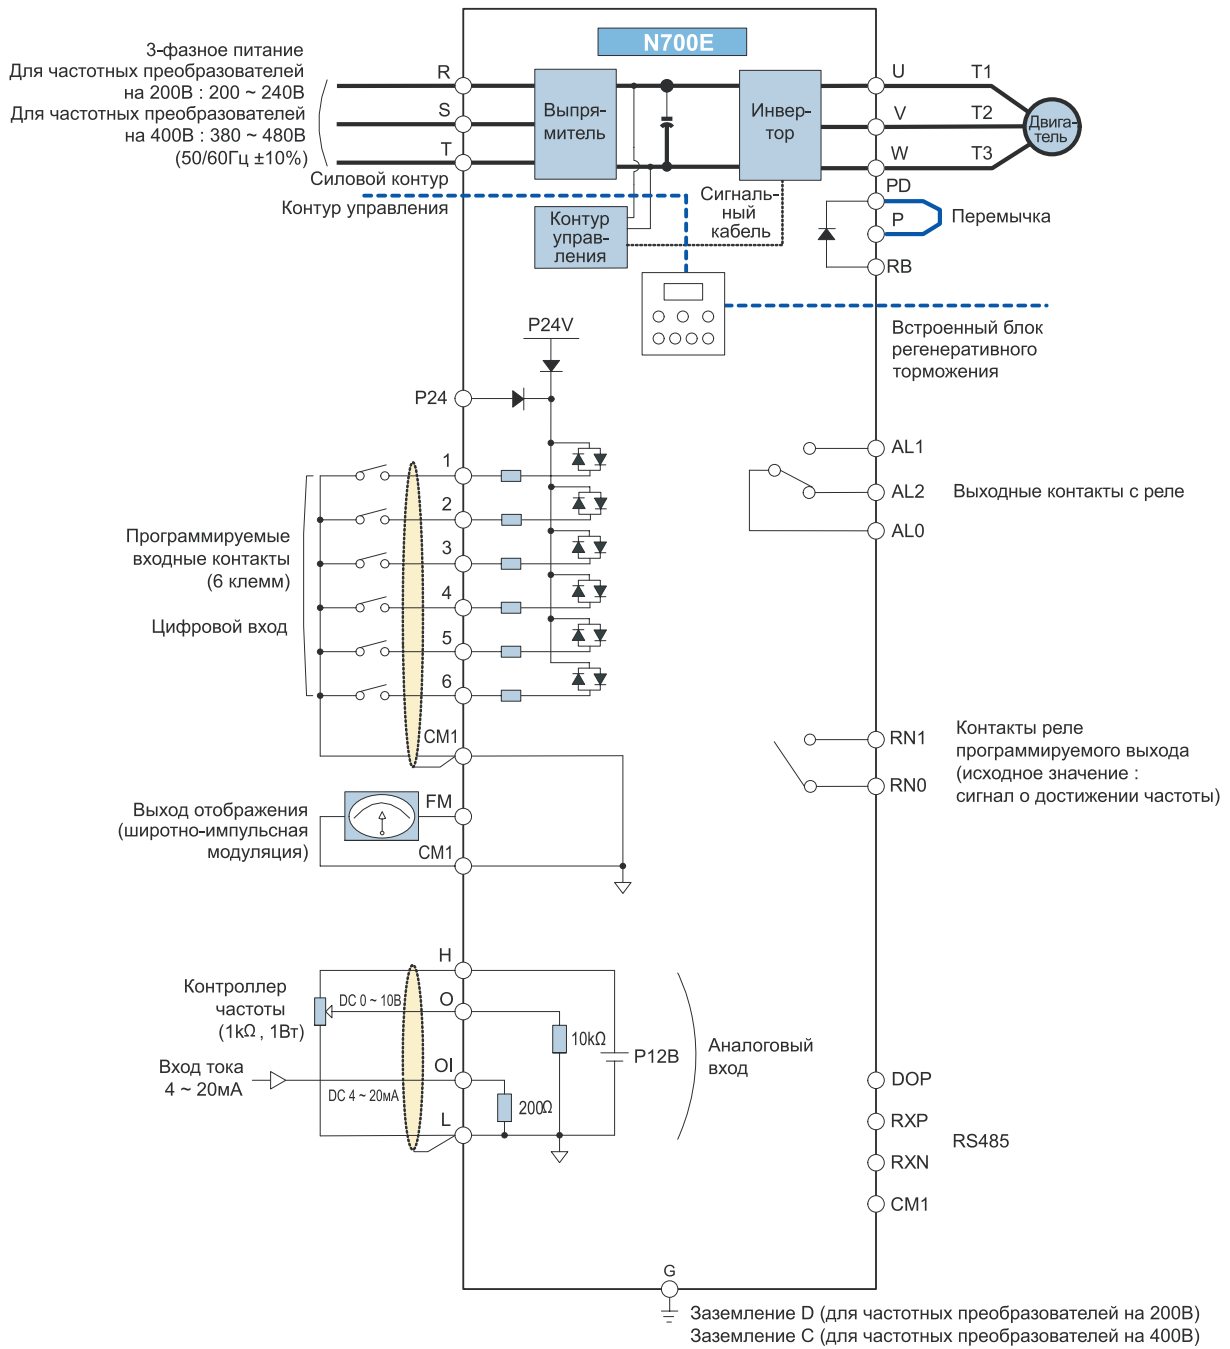 N700E
3-фазное питание
Для частотных преобразователей
на 200В : 200 ~ 240В
Для частотных преобразователей
на 400В : 380 ~ 480В
(50/60Гц ±10%)
R
S
T
Выпря-
митель
Инвер-
тор
U
V
W
T1
T2
T3
Двига-
тель
Силовой контур
Контур управления
Контур
управ-
ления
Сигналь-
ный
кабель
PD
P
RB
Перемычка
Встроенный блок
регенеративного
торможения
P24V
P24
1
2
3
4
5
6
CM1
Программируемые
входные контакты
(6 клемм)
Цифровой вход
AL1
AL2
AL0
Выходные контакты с реле
RN1
RN0
Контакты реле
программируемого выхода
(исходное значение :
сигнал о достижении частоты)
Выход отображения
(широтно-импульсная
модуляция)
FM
CM1
H
O
OI
L
Контроллер
частоты
(1kΩ , 1Вт)
DC 0 ~ 10В
Вход тока
4 ~ 20мА
DC 4 ~ 20мА
10kΩ
200Ω
P12В
Аналоговый
вход
DOP
RXP
RXN
CM1
RS485
G
Заземление D (для частотных преобразователей на 200В)
Заземление C (для частотных преобразователей на 400В)